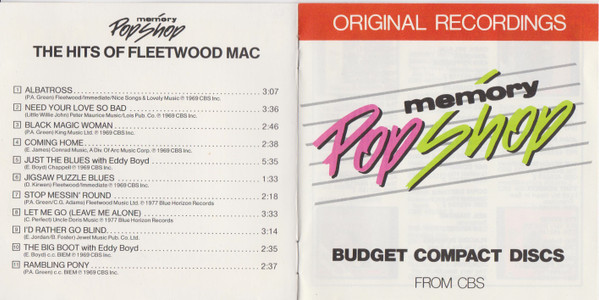 memory
PopShop
THE HITS OF FLEETWOOD MAC
1 ALBATROSS 3:07
(P.A. Green) Fleetwood/Immediate/Nice Songs & Lovely Music ℗ 1969 CBS Inc.
2 NEED YOUR LOVE SO BAD 3:36
(Little Willie John) Peter Maurice Music/Lois Pub. Co. ℗ 1969 CBS Inc.
3 BLACK MAGIC WOMAN 2:46
(P.A. Green) King Music Ltd. ℗ 1969 CBS Inc.
4 COMING HOME 2:38
(E. James) Conrad Music, A Div. Of Arc Music Corp. ℗ 1969 CBS Inc.
5 JUST THE BLUES with Eddy Boyd 5:35
(E. Boyd) Chappell ℗ 1969 CBS Inc.
6 JIGSAW PUZZLE BLUES 1:33
(D. Kirwan) Fleetwood/Immediate ℗ 1969 CBS Inc.
7 STOP MESSIN' ROUND 2:18
(P.A. Green/C.G. Adams) Fleetwood Music Ltd. ℗ 1977 Blue Horizon Records
8 LET ME GO (LEAVE ME ALONE) 3:33
(C. Perfect) Uncle Doris Music ℗ 1977 Blue Horizon Records
9 I'D RATHER GO BLIND 3:14
(E. Jordan/B. Foster) Jewel Music Pub. Co. Ltd.
10 THE BIG BOOT with Eddy Boyd 2:35
(E. Boyd) c.c. BIEM ℗ 1969 CBS Inc.
11 RAMBLING PONY 2:37
(P.A. Green) c.c. BIEM ℗ 1969 CBS Inc.
ORIGINAL RECORDINGS
memory
PopShop
BUDGET COMPACT DISCS
FROM CBS